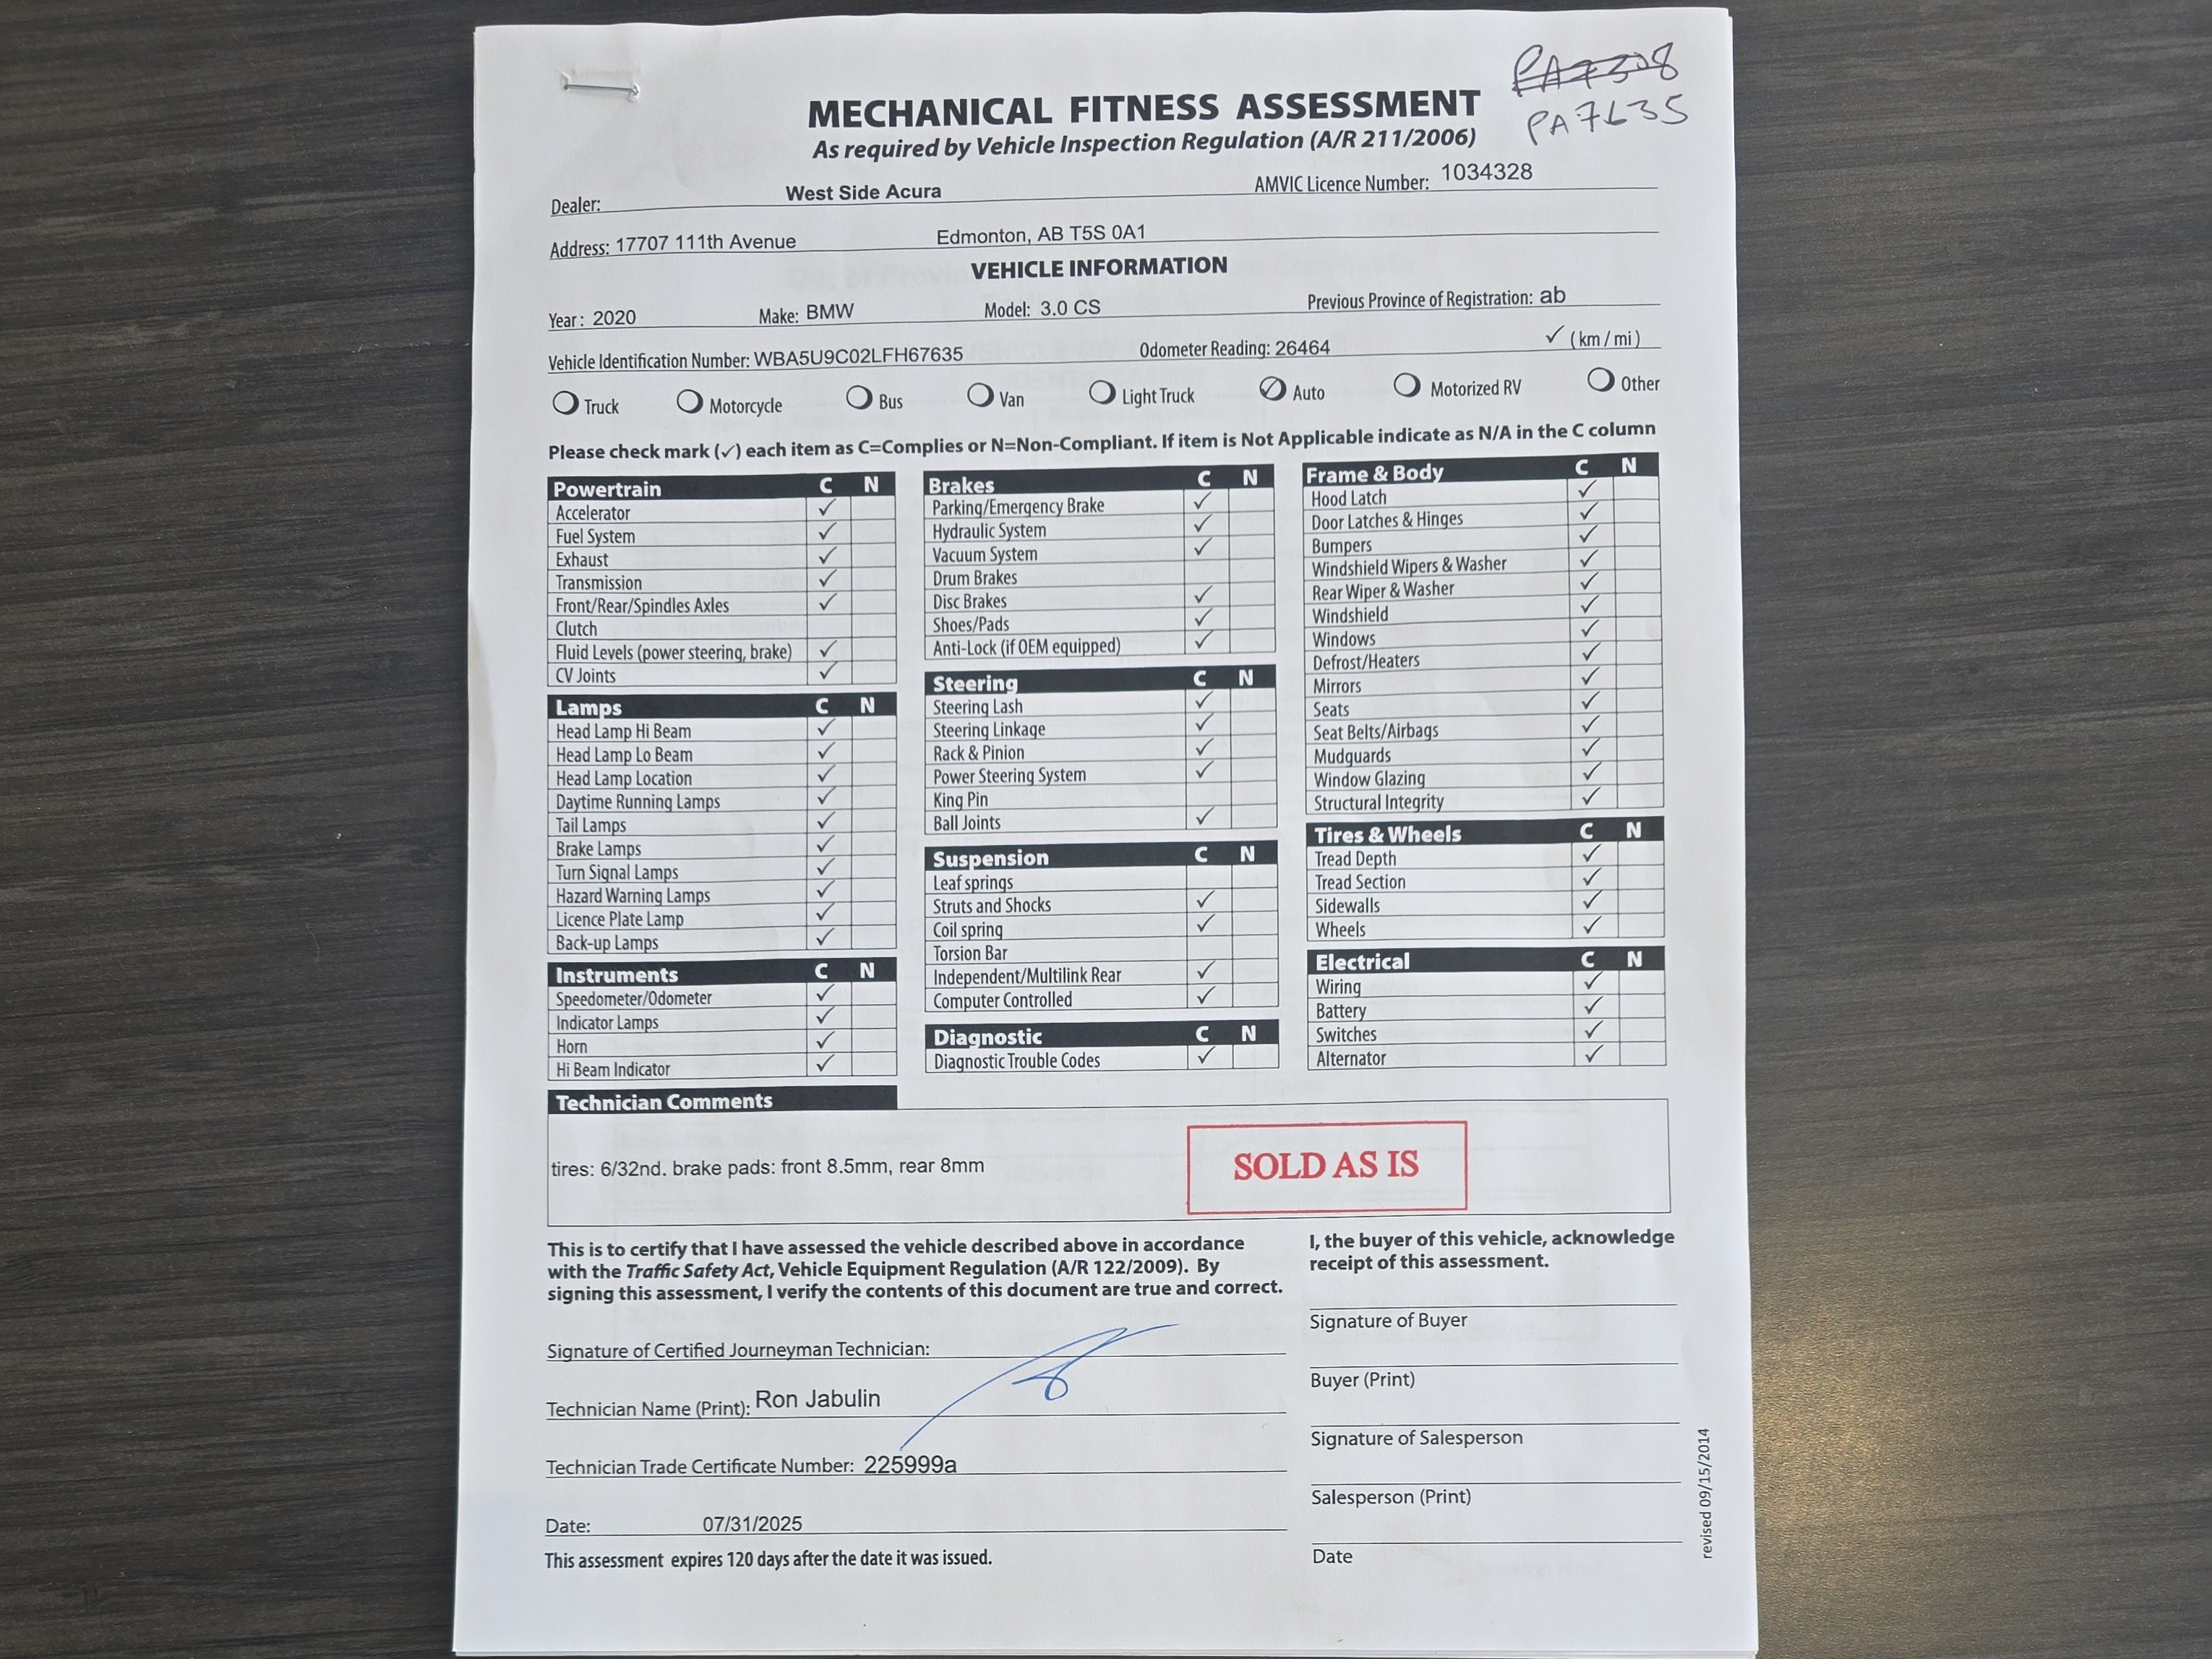 PA7308
PA7635
MECHANICAL FITNESS ASSESSMENT
As required by Vehicle Inspection Regulation (A/R 211/2006)
Dealer: West Side Acura AMVIC Licence Number: 1034328
Address: 17707 111th Avenue Edmonton, AB T5S 0A1
VEHICLE INFORMATION
Year: 2020 Make: BMW Model: 3.0 CS Previous Province of Registration: ab
Vehicle Identification Number: WBA5U9C02LFH67635 Odometer Reading: 26464 ✓ (km / mi)
Truck Motorcycle Bus Van Light Truck Auto Motorized RV Other
Please check mark (✓) each item as C=Complies or N=Non-Compliant. If item is Not Applicable indicate as N/A in the C column
Powertrain C N
Accelerator ✓
Fuel System ✓
Exhaust ✓
Transmission ✓
Front/Rear/Spindles Axles ✓
Clutch
Fluid Levels (power steering, brake) ✓
CV Joints ✓
Lamps C N
Head Lamp Hi Beam ✓
Head Lamp Lo Beam ✓
Head Lamp Location ✓
Daytime Running Lamps ✓
Tail Lamps ✓
Brake Lamps ✓
Turn Signal Lamps ✓
Hazard Warning Lamps ✓
Licence Plate Lamp ✓
Back-up Lamps ✓
Instruments C N
Speedometer/Odometer ✓
Indicator Lamps ✓
Horn ✓
Hi Beam Indicator ✓
Brakes C N
Parking/Emergency Brake ✓
Hydraulic System ✓
Vacuum System ✓
Drum Brakes
Disc Brakes ✓
Shoes/Pads ✓
Anti-Lock (if OEM equipped) ✓
Steering C N
Steering Lash ✓
Steering Linkage ✓
Rack & Pinion ✓
Power Steering System ✓
King Pin
Ball Joints ✓
Suspension C N
Leaf springs
Struts and Shocks ✓
Coil spring ✓
Torsion Bar
Independent/Multilink Rear ✓
Computer Controlled ✓
Diagnostic C N
Diagnostic Trouble Codes ✓
Frame & Body C N
Hood Latch ✓
Door Latches & Hinges ✓
Bumpers ✓
Windshield Wipers & Washer ✓
Rear Wiper & Washer ✓
Windshield ✓
Windows ✓
Defrost/Heaters ✓
Mirrors ✓
Seats ✓
Seat Belts/Airbags ✓
Mudguards ✓
Window Glazing ✓
Structural Integrity ✓
Tires & Wheels C N
Tread Depth ✓
Tread Section ✓
Sidewalls ✓
Wheels ✓
Electrical C N
Wiring ✓
Battery ✓
Switches ✓
Alternator ✓
Technician Comments
tires: 6/32nd. brake pads: front 8.5mm, rear 8mm
SOLD AS IS
This is to certify that I have assessed the vehicle described above in accordance
with the Traffic Safety Act, Vehicle Equipment Regulation (A/R 122/2009). By
signing this assessment, I verify the contents of this document are true and correct.
Signature of Certified Journeyman Technician:
Technician Name (Print): Ron Jabulin
Technician Trade Certificate Number: 225999a
Date: 07/31/2025
This assessment expires 120 days after the date it was issued.
I, the buyer of this vehicle, acknowledge
receipt of this assessment.
Signature of Buyer
Buyer (Print)
Signature of Salesperson
Salesperson (Print)
Date
revised 09/15/2014